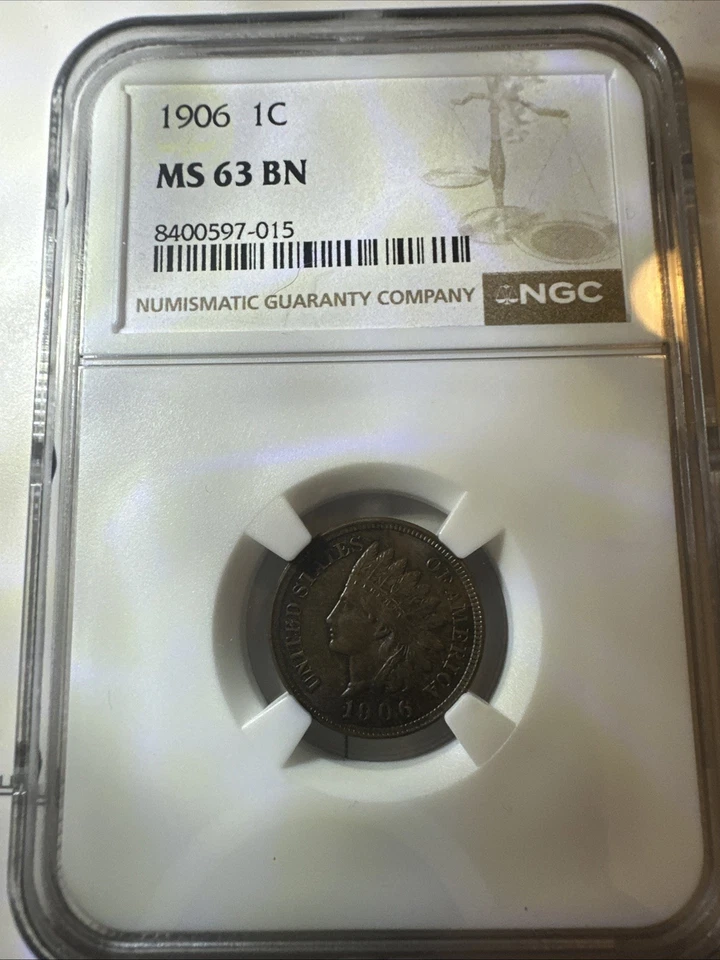 1906 1C
MS 63 BN
8400597-015
NUMISMATIC GUARANTY COMPANY NGC
UNITED STATES OF AMERICA
1906